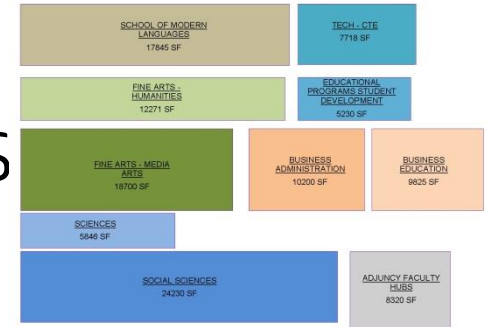 SCHOOL OF MODERN
LANGUAGES
17845 SF
TECH - CTE
7718 SF
FINE ARTS -
HUMANITIES
12271 SF
EDUCATIONAL
PROGRAMS STUDENT
DEVELOPMENT
5230 SF
S
FINE ARTS - MEDIA
ARTS
16700 SF
BUSINESS
ADMINISTRATION
10200 SF
BUSINESS
EDUCATION
9825 SF
SCIENCES
5846 SF
SOCIAL SCIENCES
24230 SF
ADJUNCY FACULTY
HUBS
8320 SF